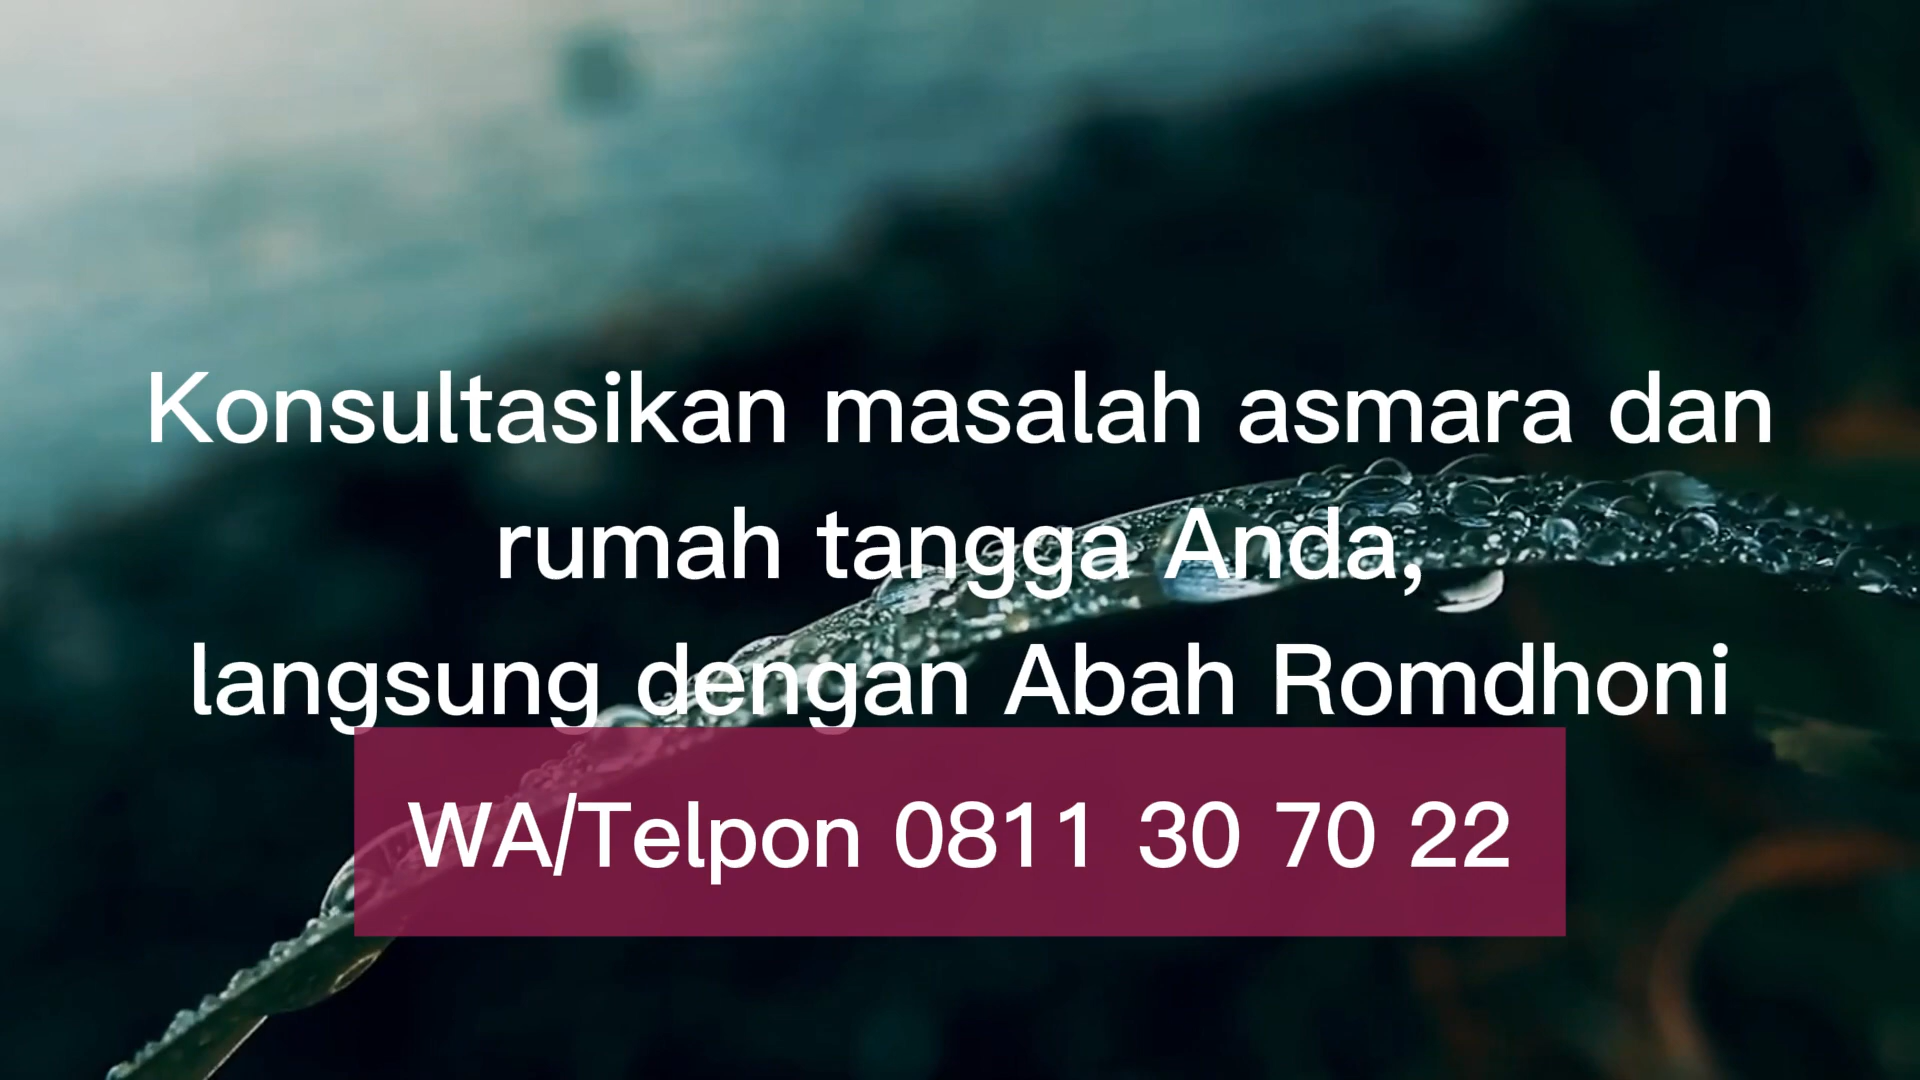 Konsultasikan masalah asmara dan
rumah tangga Anda,
langsung dengan Abah Romdhoni
WA/Telpon 0811 30 70 22